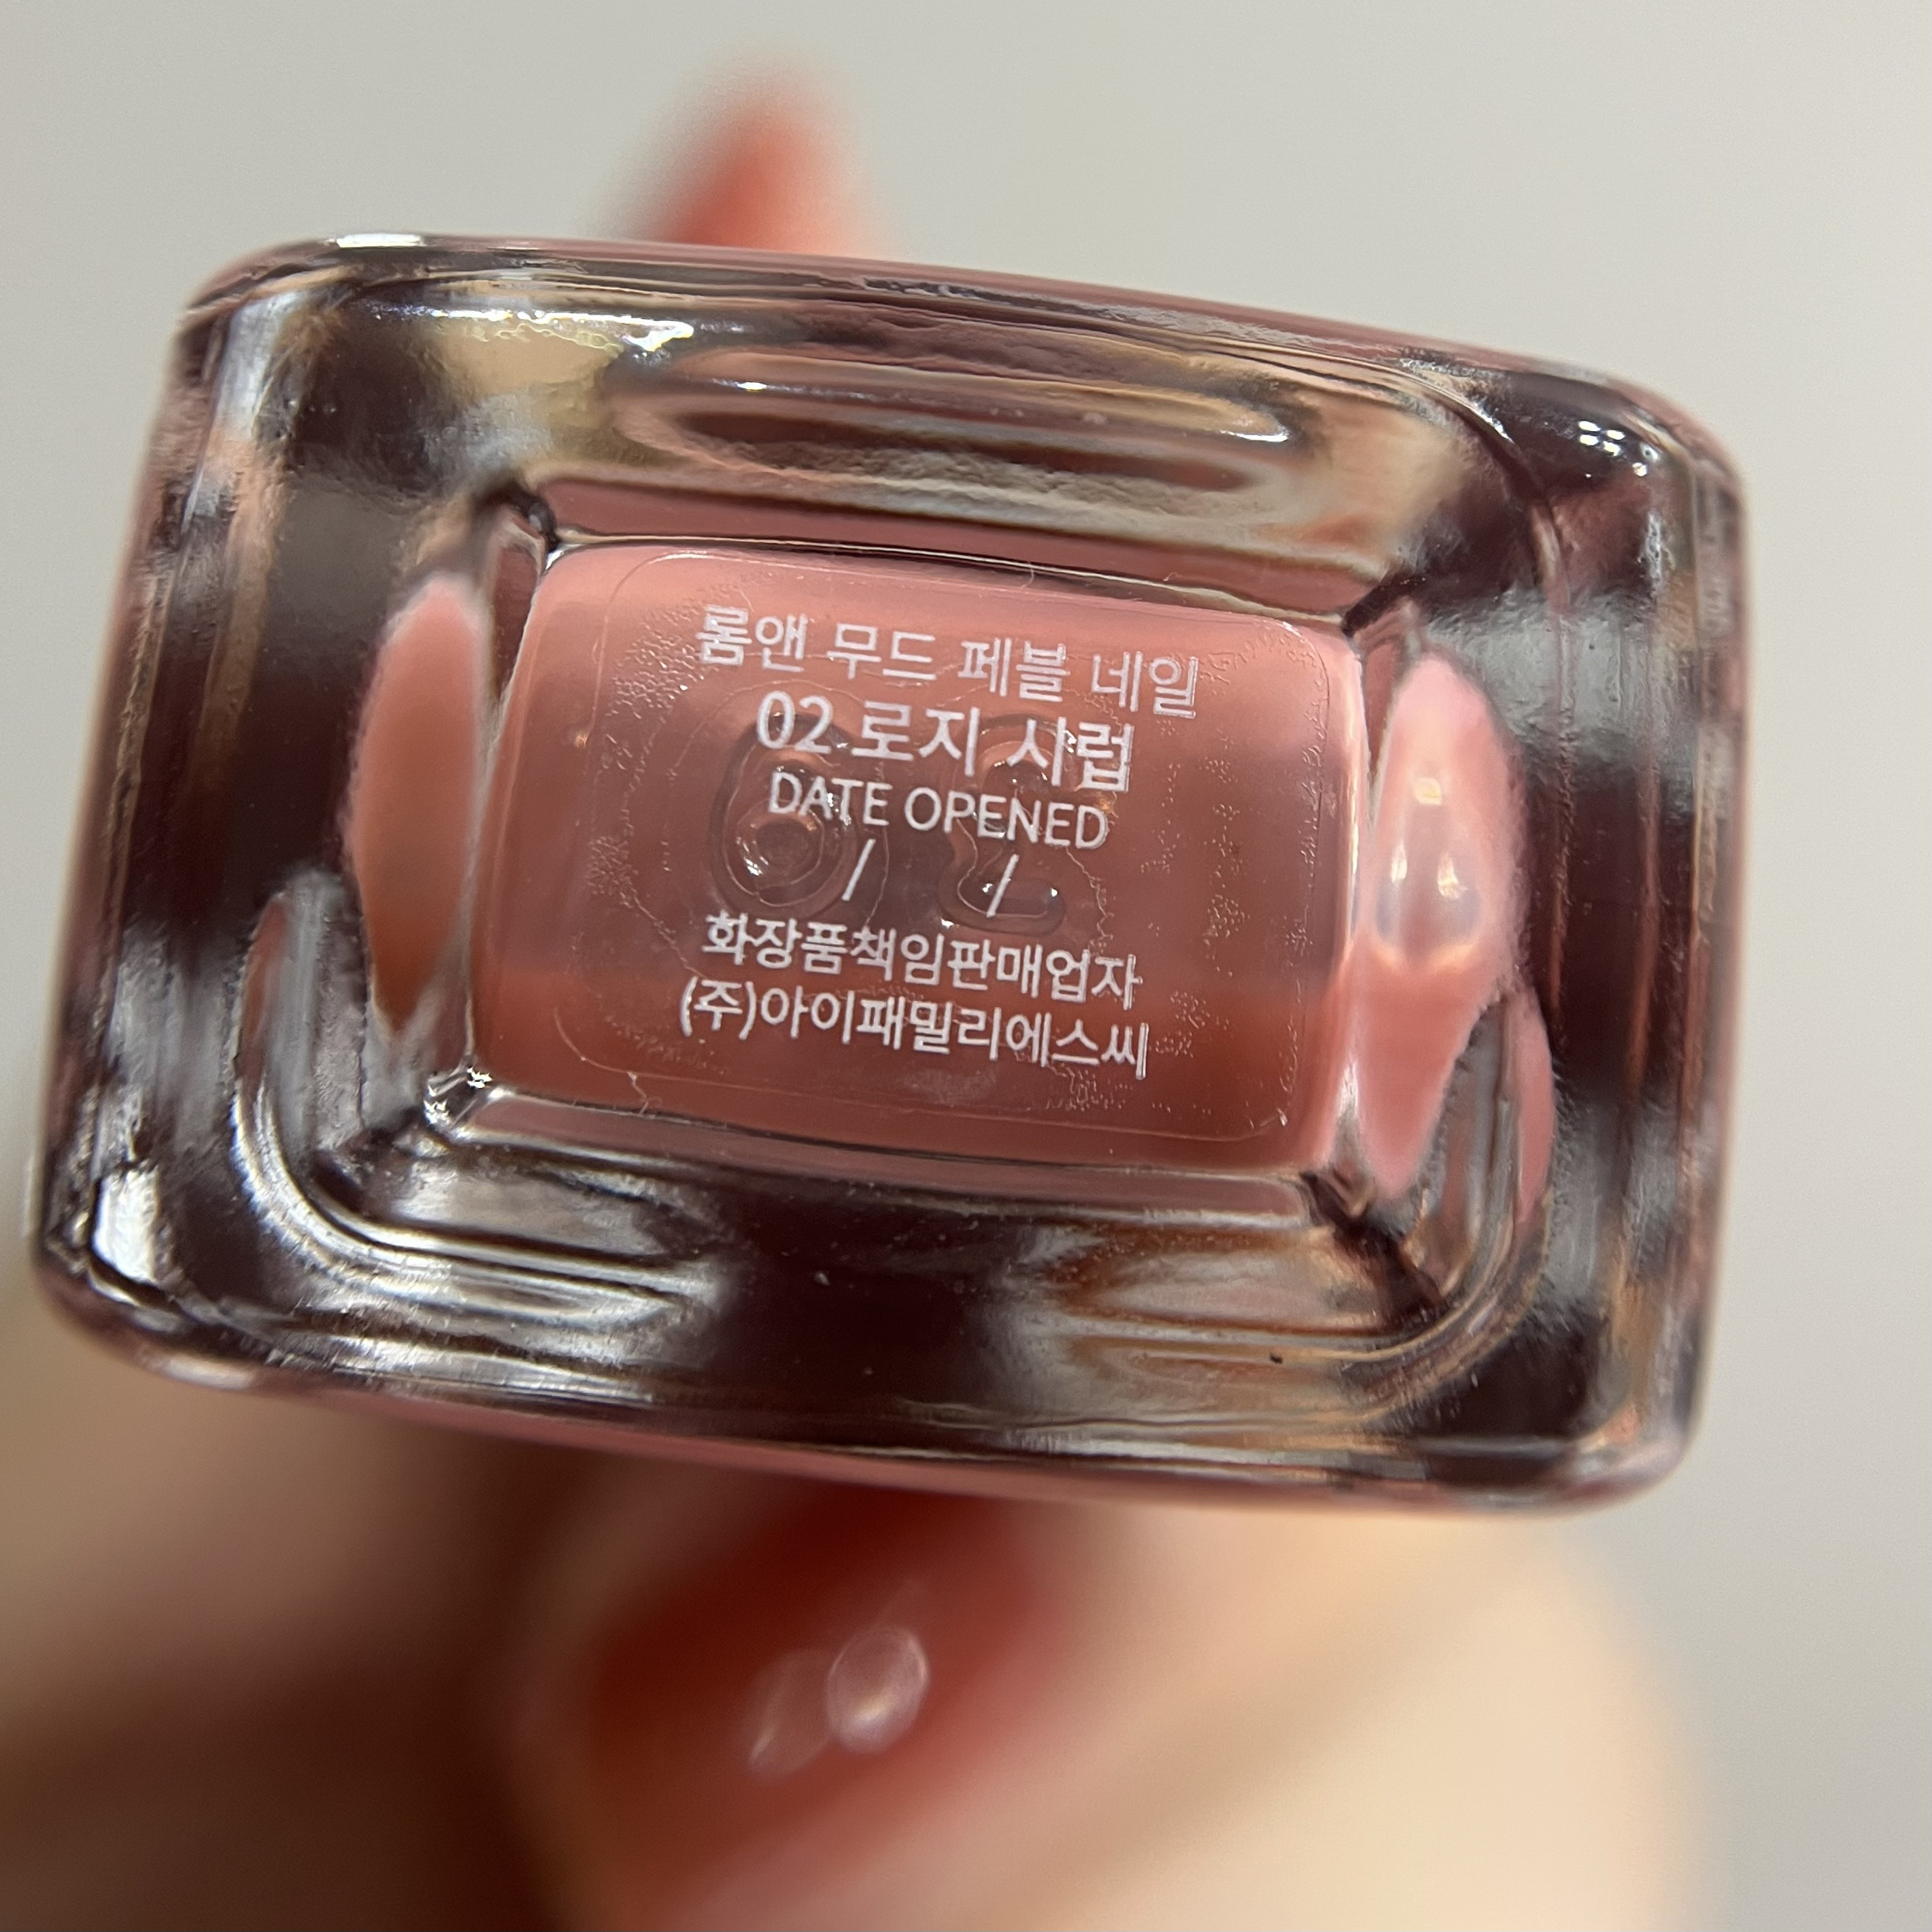 롬앤 무드 페블 네일
02 로지 시럽
DATE OPENED
/ /
화장품책임판매업자
(주)아이패밀리에스씨